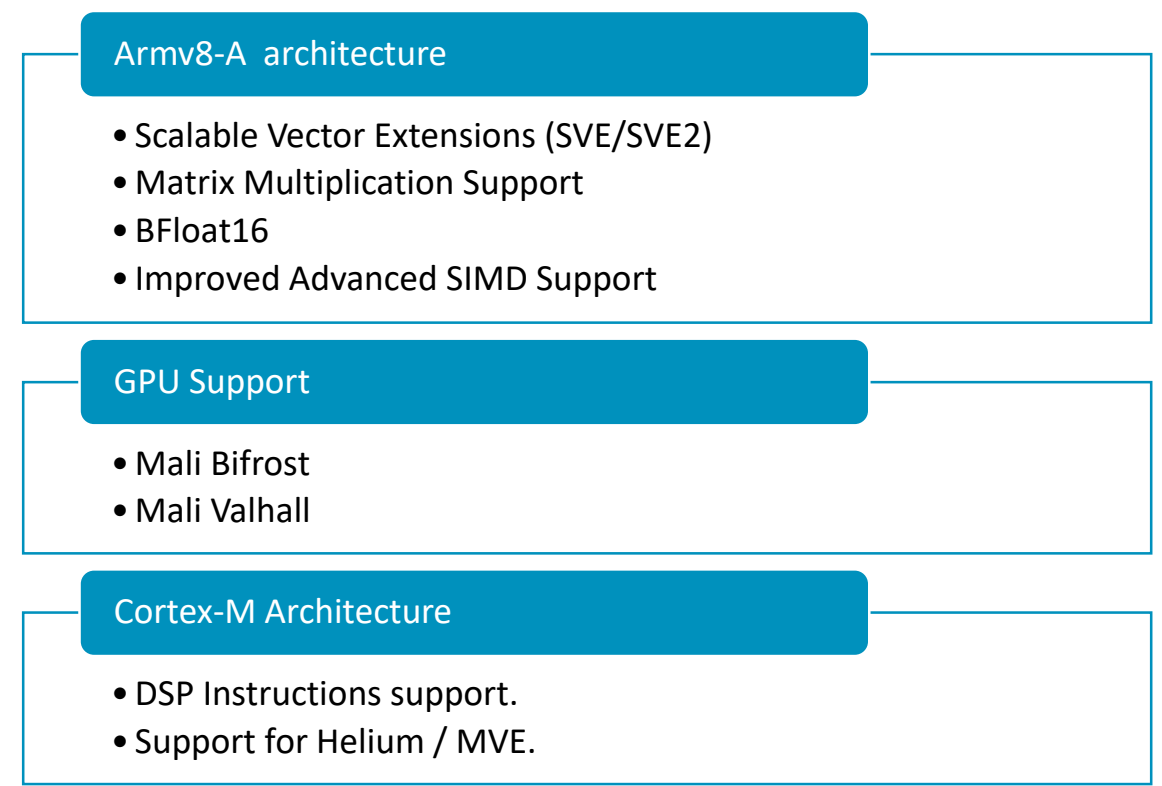 Armv8-A  architecture
• Scalable Vector Extensions (SVE/SVE2)
• Matrix Multiplication Support
• BFloat16
• Improved Advanced SIMD Support
GPU Support
• Mali Bifrost
• Mali Valhall
Cortex-M Architecture
• DSP Instructions support.
• Support for Helium / MVE.